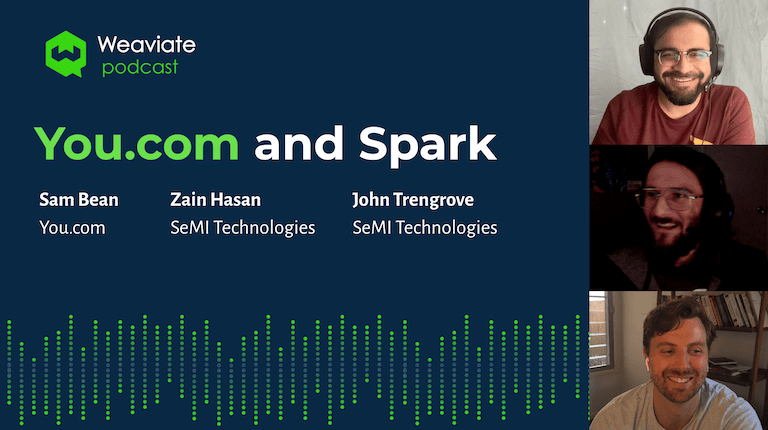 Weaviate
podcast
You.com and Spark
Sam Bean Zain Hasan John Trengrove
You.com SeMI Technologies SeMI Technologies